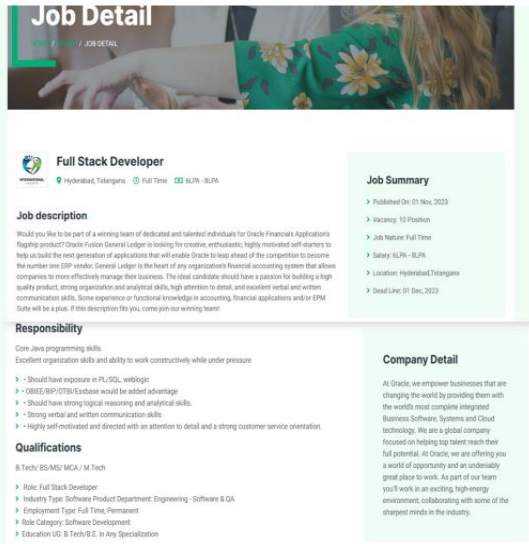 Job Detail
/ JOB DETAIL
Full Stack Developer
Hyderabad, Telangana Full Time 6LPA - 8LPA
Job description
Would you like to be part of a winning team of dedicated and talented individuals for Oracle Financials Application's
flagship product? Oracle Fusion General Ledger is looking for creative, enthusiastic, highly motivated self-starters to
help us build the next generation of applications that will enable Oracle to leap ahead of the competition to become
the number one ERP vendor. General Ledger is the heart of any organization's financial accounting system that allows
companies to more effectively manage their business. The ideal candidate should have a passion for building a high
quality product, strong organization and analytical skills, high attention to detail, and excellent verbal and written
communication skills. Some experience or functional knowledge in accounting, financial applications and/or EPM
Suite will be a plus. If this description fits you, come join our winning team!
Job Summary
Published On: 01 Nov, 2023
Vacancy: 10 Position
Job Nature: Full Time
Salary: 6LPA - 8LPA
Location: Hyderabad,Telangana
Dead Line: 01 Dec, 2023
Responsibility
Core Java programming skills.
Excellent organization skills and ability to work constructively while under pressure
• Should have exposure in PL/SQL, weblogic
• OBIEE/BIP/OTBI/Essbase would be added advantage
• Should have strong logical reasoning and analytical skills.
• Strong verbal and written communication skills
• Highly self-motivated and directed with an attention to detail and a strong customer service orientation.
Qualifications
B.Tech/ BS/MS/ MCA / M.Tech
Role: Full Stack Developer
Industry Type: Software Product Department: Engineering - Software & QA
Employment Type: Full Time, Permanent
Role Category: Software Development
Education UG: B.Tech/B.E. in Any Specialization
Company Detail
At Oracle, we empower businesses that are
changing the world by providing them with
the world's most complete integrated
Business Software, Systems and Cloud
technology. We are a global company
focused on helping top talent reach their
full potential. At Oracle, we are offering you
a world of opportunity and an undeniably
great place to work. As part of our team
you'll work in an exciting, high-energy
environment, collaborating with some of the
sharpest minds in the industry.